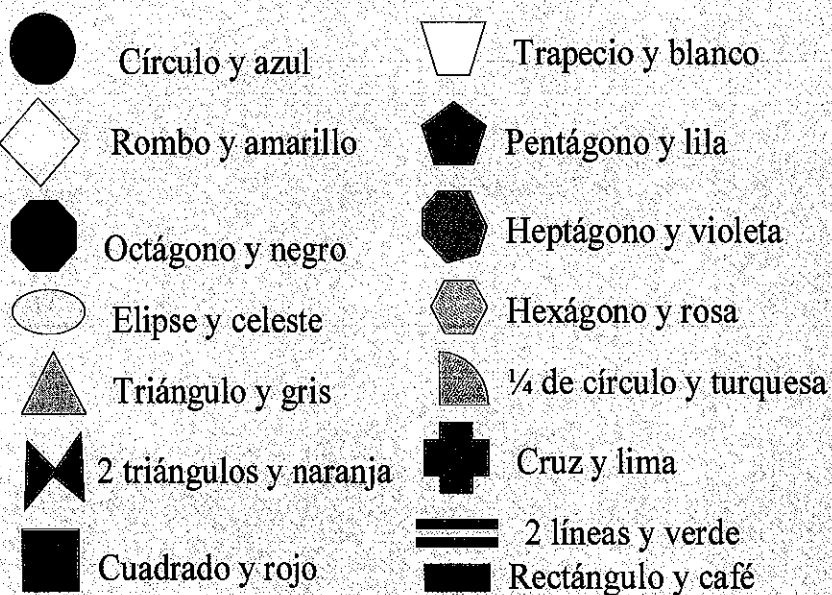 Círculo y azul
Rombo y amarillo
Octágono y negro
Elipse y celeste
Triángulo y gris
2 triángulos y naranja
Cuadrado y rojo
Trapecio y blanco
Pentágono y lila
Heptágono y violeta
Hexágono y rosa
¼ de círculo y turquesa
Cruz y lima
2 líneas y verde
Rectángulo y café